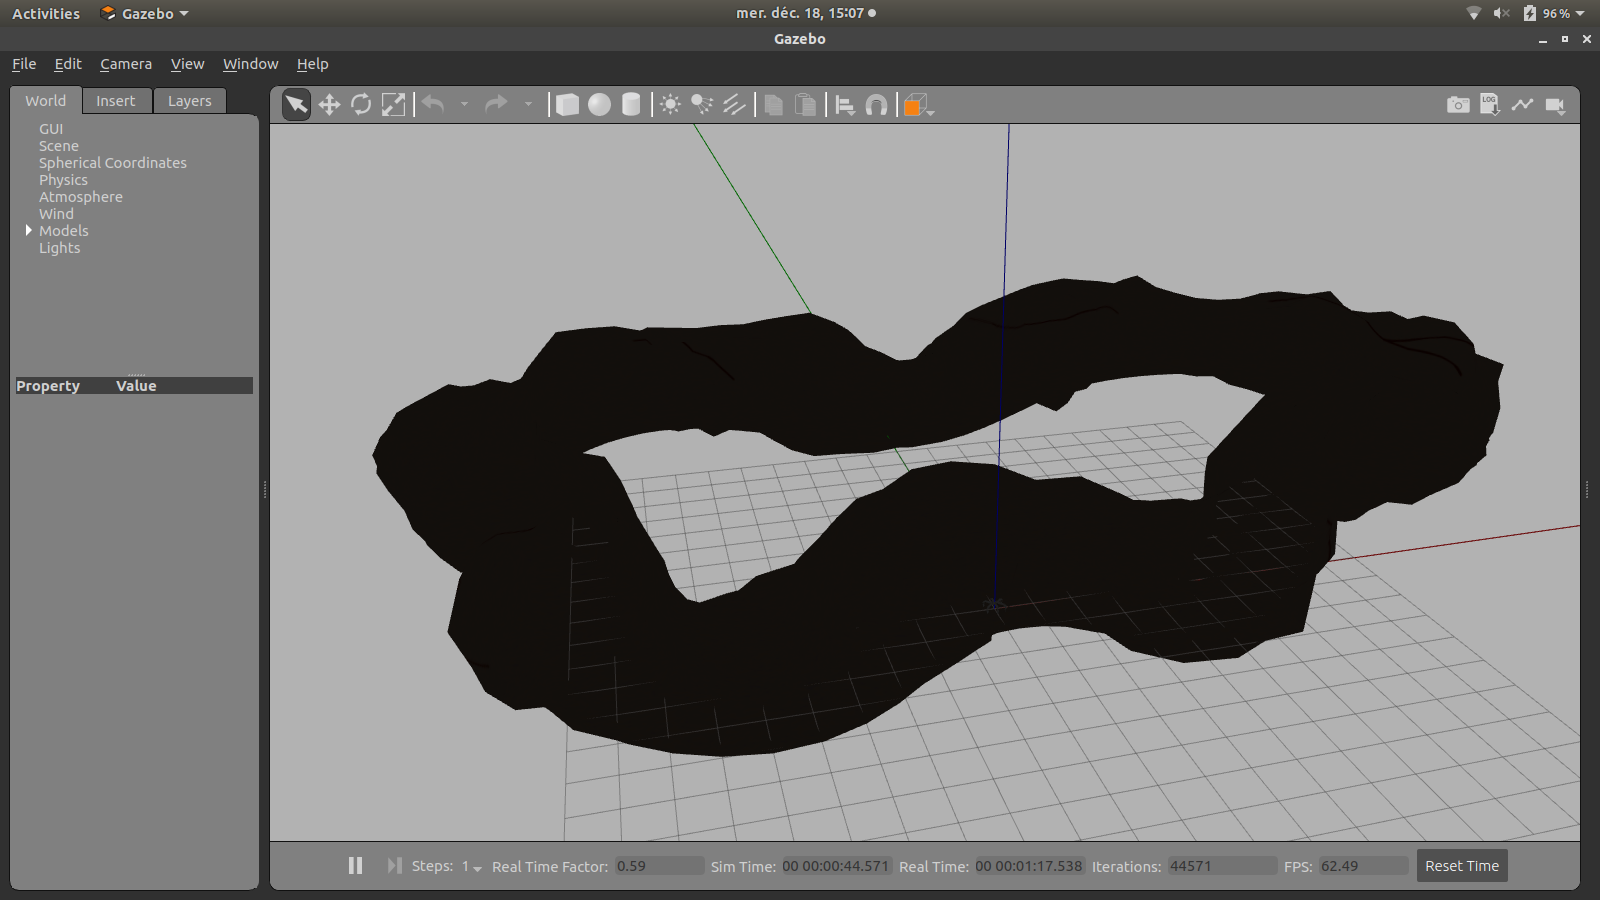 Activities Gazebo mer. déc. 18, 15:07 96 %
Gazebo
File Edit Camera View Window Help
World Insert Layers
GUI
Scene
Spherical Coordinates
Physics
Atmosphere
Wind
Models
Lights
LOG
Property Value
Steps: 1 Real Time Factor: 0.59 Sim Time: 00 00:00:44.571 Real Time: 00 00:01:17.538 Iterations: 44571 FPS: 62.49 Reset Time